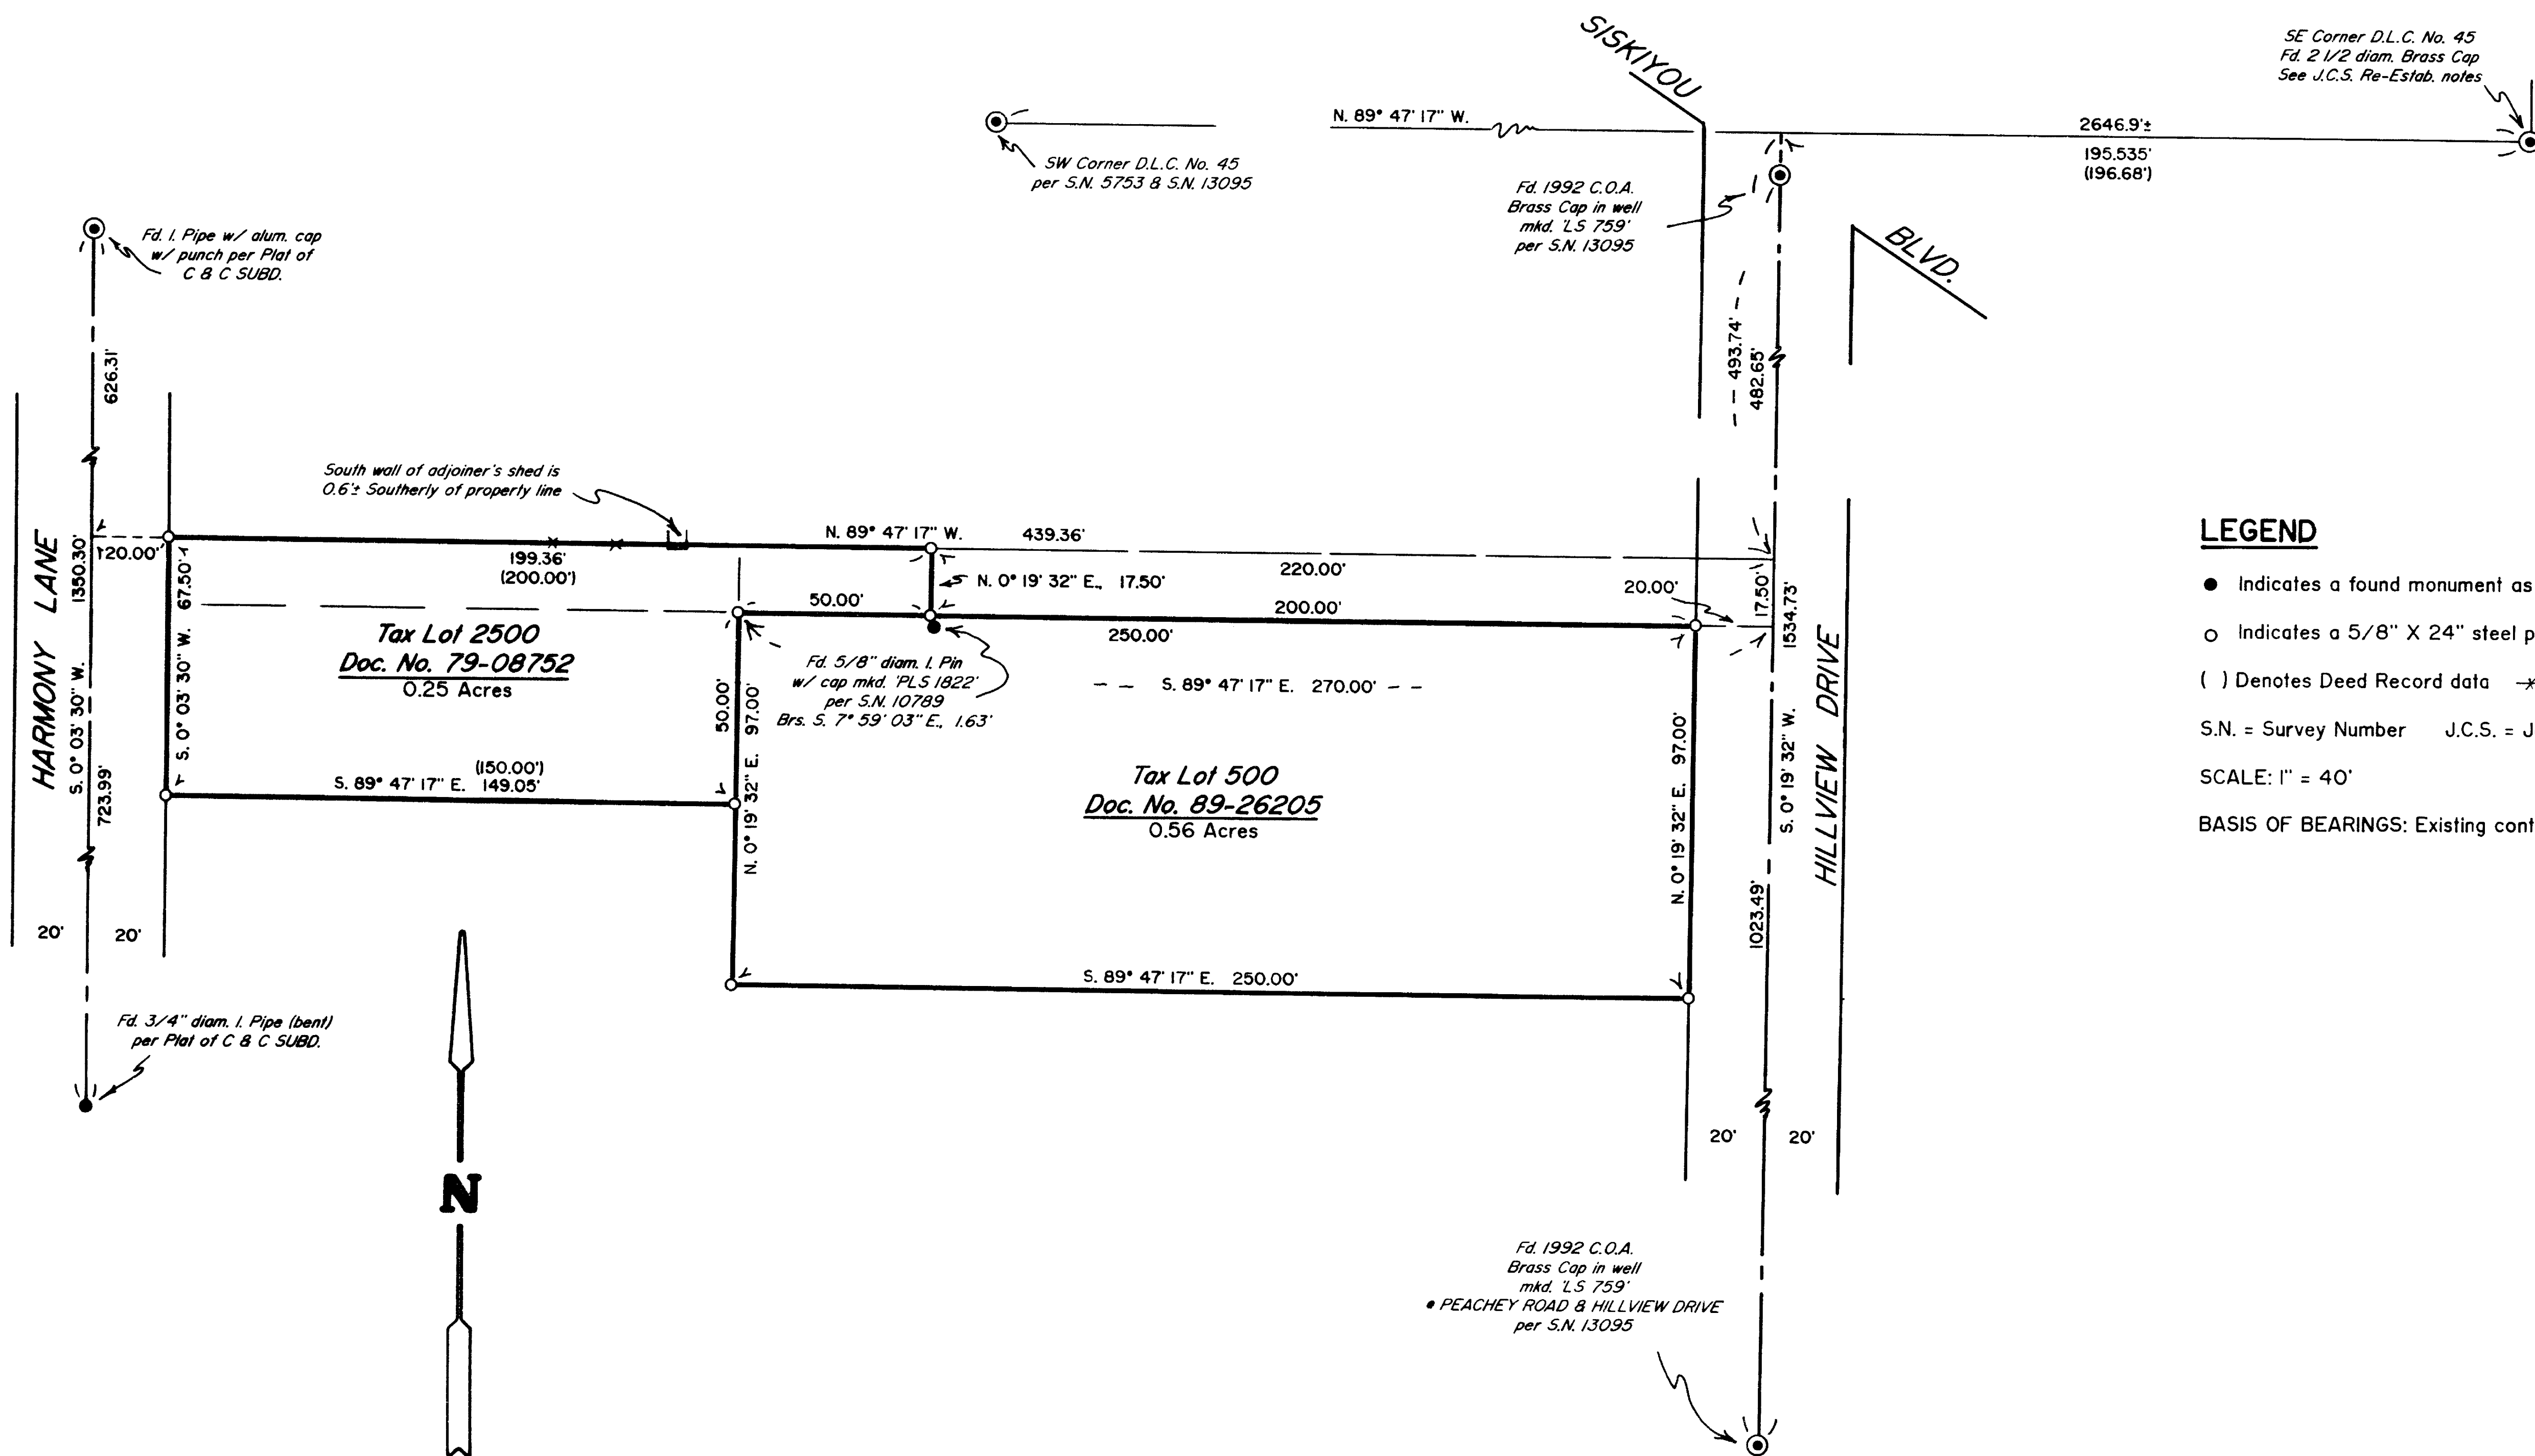 SISKIYOU
BLVD.
SE Corner D.L.C. No. 45
Fd. 2 1/2 diam. Brass Cap
See J.C.S. Re-Estab. notes
N. 89° 47' 17" W.
2646.9'±
195.535'
(196.68')
SW Corner D.L.C. No. 45
per S.N. 5753 & S.N. 13095
Fd. 1992 C.O.A.
Brass Cap in well
mkd. 'LS 759'
per S.N. 13095
Fd. I. Pipe w/ alum. cap
w/ punch per Plat of
C & C SUBD.
626.31'
493.74'
482.65'
South wall of adjoiner's shed is
0.6'± Southerly of property line
HARMONY LANE
S. 0° 03' 30" W. 1350.30'
723.99'
20.00'
S. 0° 03' 30" W. 67.50'
N. 89° 47' 17" W. 439.36'
199.36'
(200.00')
220.00'
N. 0° 19' 32" E., 17.50'
50.00'
200.00'
250.00'
20.00'
17.50'
1534.73'
S. 0° 19' 32" W.
HILLVIEW DRIVE
Tax Lot 2500
Doc. No. 79-08752
0.25 Acres
Fd. 5/8" diam. I. Pin
w/ cap mkd. 'PLS 1822'
per S.N. 10789
Brs. S. 7° 59' 03" E., 1.63'
S. 89° 47' 17" E. 270.00'
50.00'
N. 0° 19' 32" E. 97.00'
(150.00')
S. 89° 47' 17" E. 149.05'
Tax Lot 500
Doc. No. 89-26205
0.56 Acres
N. 0° 19' 32" E. 97.00'
1023.49'
S. 89° 47' 17" E. 250.00'
20'
20'
Fd. 3/4" diam. I. Pipe (bent)
per Plat of C & C SUBD.
N
20'
20'
Fd. 1992 C.O.A.
Brass Cap in well
mkd. 'LS 759'
• PEACHEY ROAD & HILLVIEW DRIVE
per S.N. 13095
LEGEND
● Indicates a found monument as
○ Indicates a 5/8" X 24" steel p
( ) Denotes Deed Record data
S.N. = Survey Number J.C.S. = J
SCALE: 1" = 40'
BASIS OF BEARINGS: Existing cont